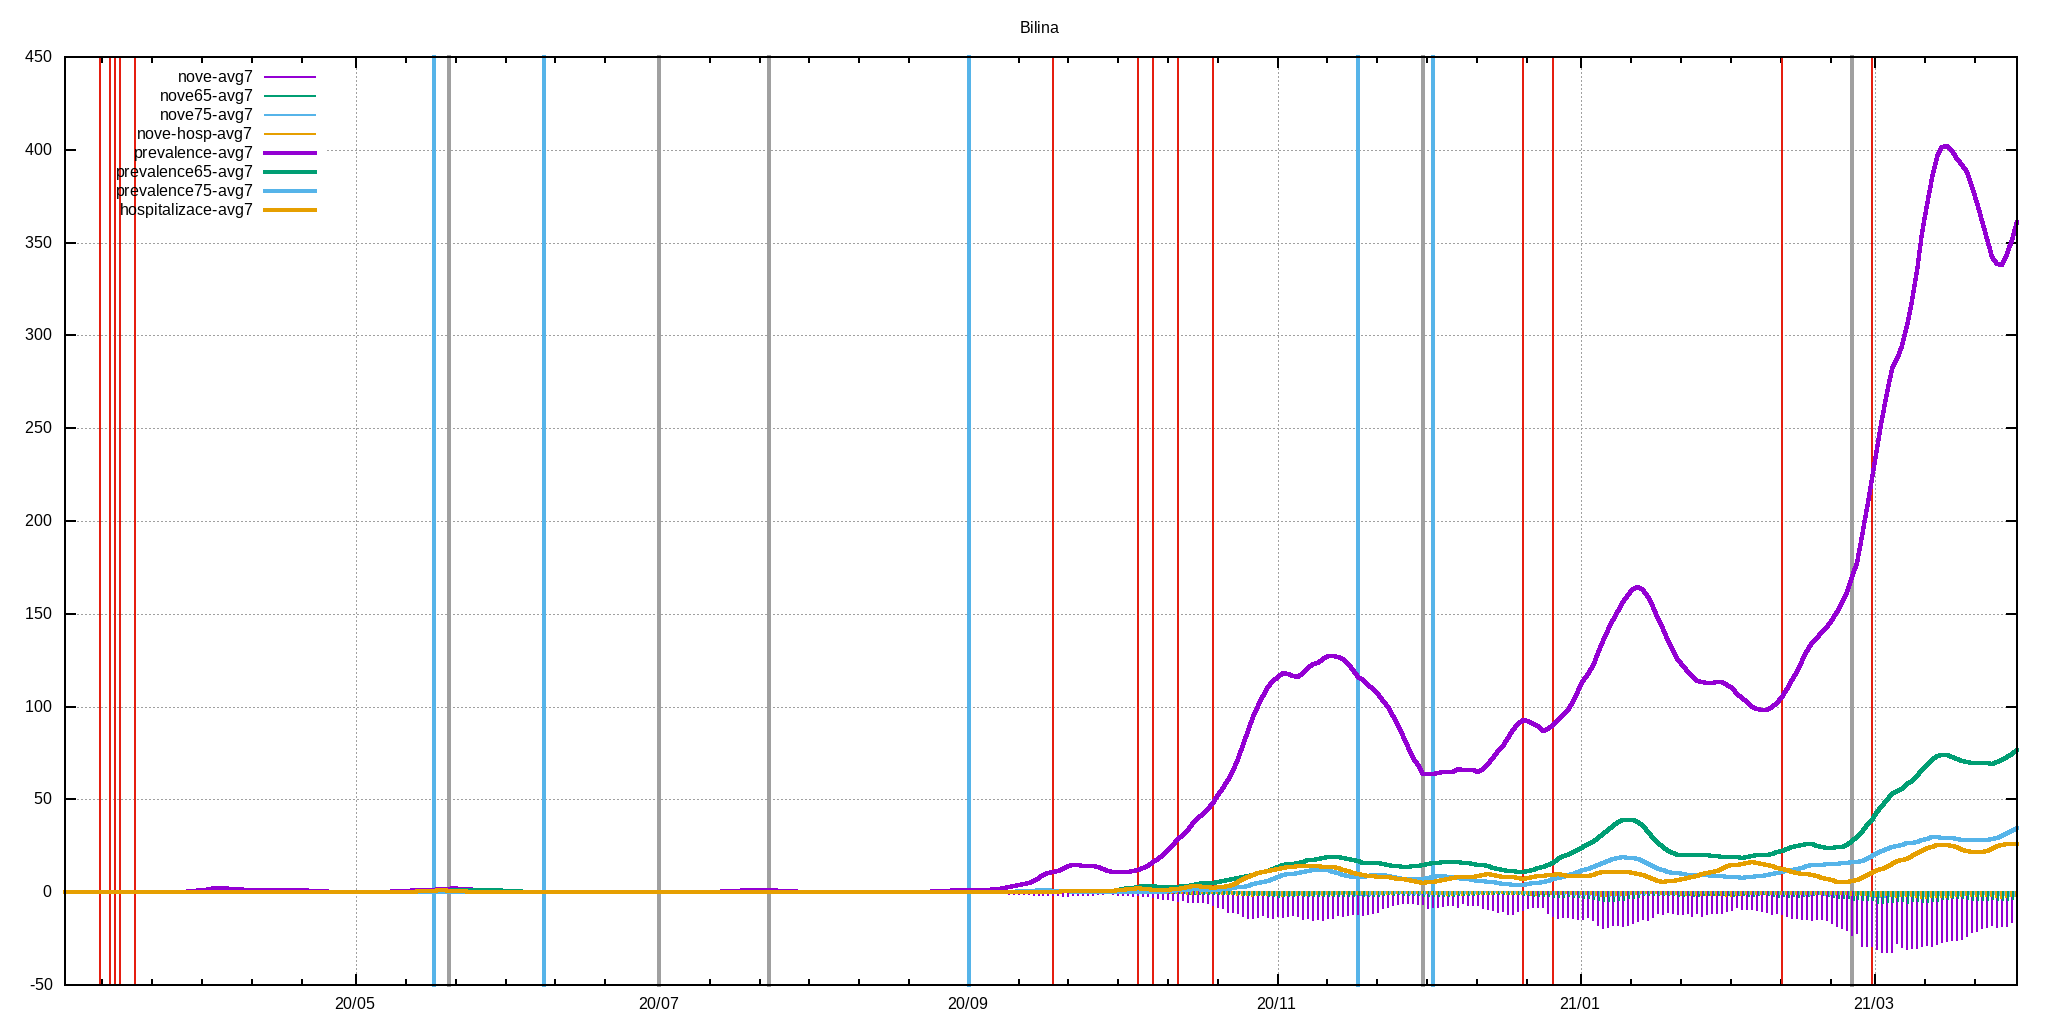 Bilina
450
400
350
300
250
200
150
100
50
0
-50
nove-avg7
nove65-avg7
nove75-avg7
nove-hosp-avg7
prevalence-avg7
prevalence65-avg7
prevalence75-avg7
hospitalizace-avg7
20/05 20/07 20/09 20/11 21/01 21/03